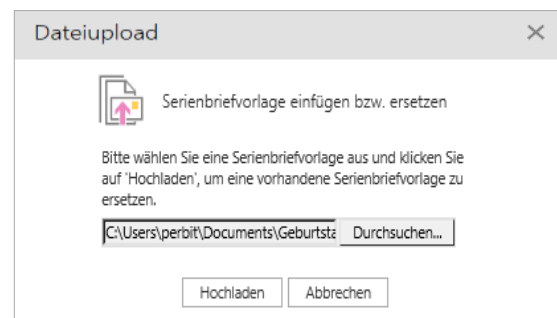 Dateiupload
Serienbriefvorlage einfügen bzw. ersetzen
Bitte wählen Sie eine Serienbriefvorlage aus und klicken Sie
auf 'Hochladen', um eine vorhandene Serienbriefvorlage zu
ersetzen.
C:\Users\perbit\Documents\Geburtsta Durchsuchen...
Hochladen Abbrechen